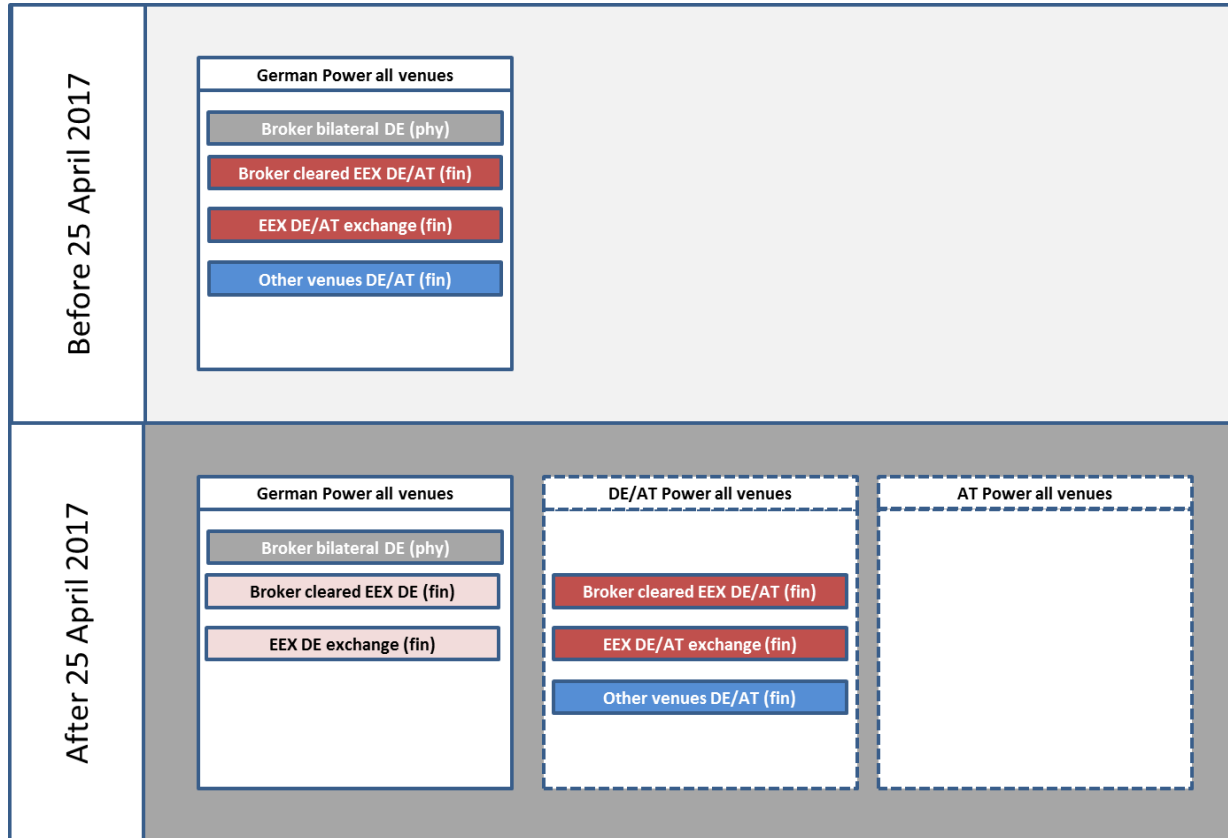 Before 25 April 2017
German Power all venues
Broker bilateral DE (phy)
Broker cleared EEX DE/AT (fin)
EEX DE/AT exchange (fin)
Other venues DE/AT (fin)
After 25 April 2017
German Power all venues
Broker bilateral DE (phy)
Broker cleared EEX DE (fin)
EEX DE exchange (fin)
DE/AT Power all venues
Broker cleared EEX DE/AT (fin)
EEX DE/AT exchange (fin)
Other venues DE/AT (fin)
AT Power all venues